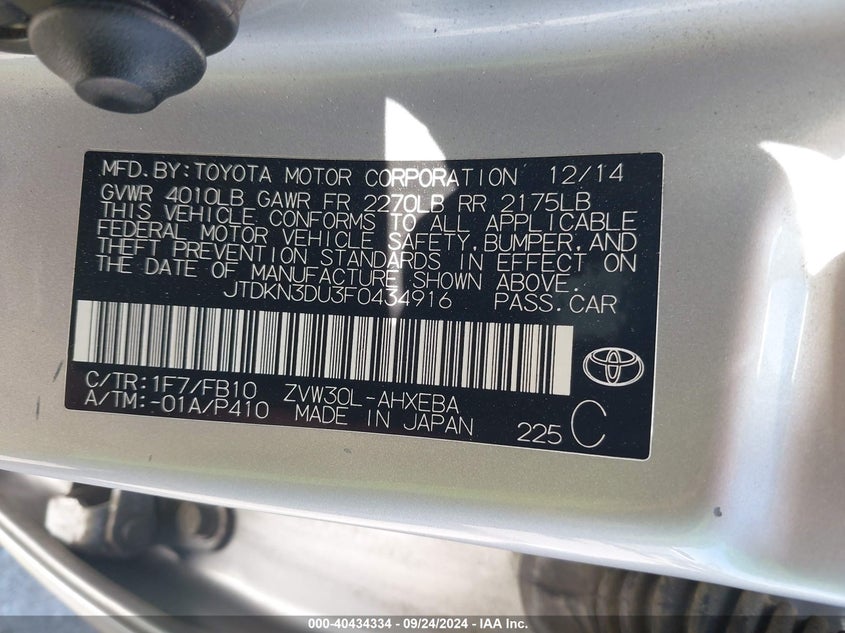 MFD.BY:TOYOTA MOTOR CORPORATION 12/14
GVWR 4010LB GAWR FR 2270LB RR 2175LB
THIS VEHICLE CONFORMS TO ALL APPLICABLE
FEDERAL MOTOR VEHICLE SAFETY,BUMPER,AND
THEFT PREVENTION STANDARDS IN EFFECT ON
THE DATE OF MANUFACTURE SHOWN ABOVE.
JTDKN3DU3F0434916 PASS.CAR
C/TR:1F7/FB10 ZVW30L-AHXEBA
A/TM:-01A/P410 MADE IN JAPAN 225 C
000-40434334 - 09/24/2024 - IAA Inc.